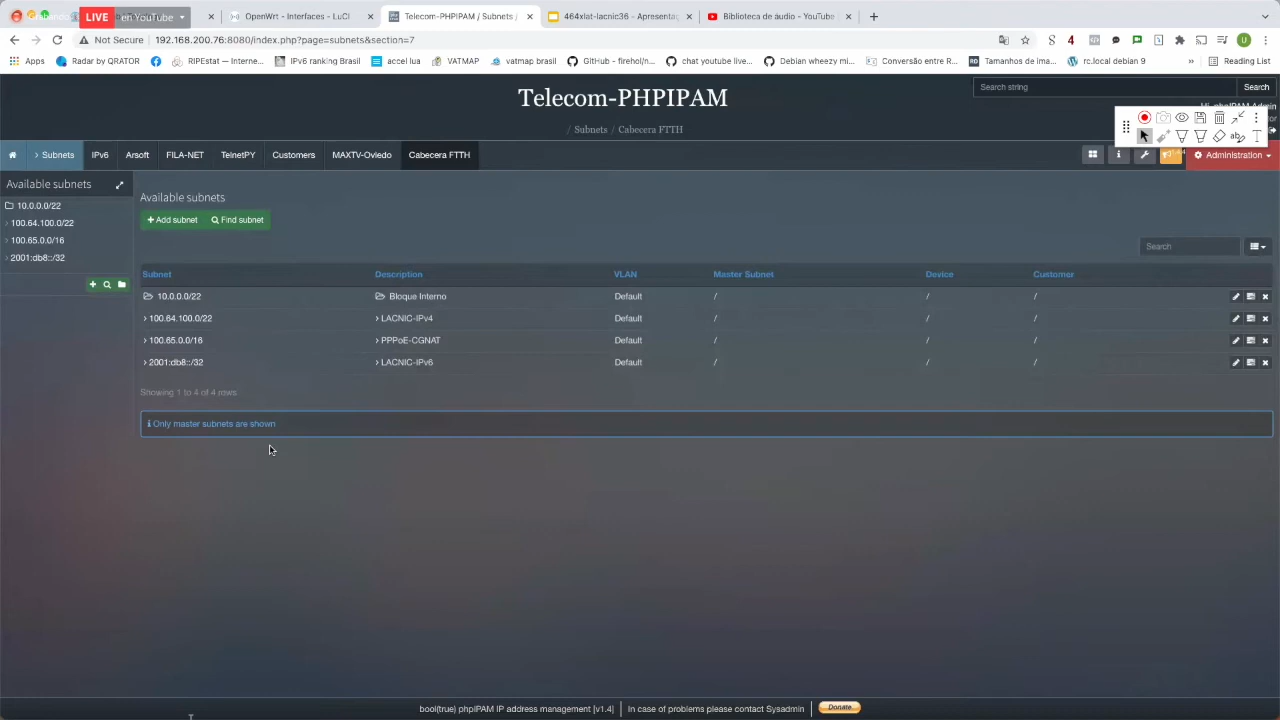 Grabando
LIVE en YouTube
OpenWrt - Interfaces - LuCI
Telecom-PHPIPAM / Subnets /
464xlat-lacnic36 - Apresentaç
Biblioteca de áudio - YouTube
Not Secure 192.168.200.76:8080/index.php?page=subnets&section=7
Apps
Radar by QRATOR
RIPEstat — Interne...
IPv6 ranking Brasil
accel lua
VATMAP
vatmap brasil
GitHub - firehol/n...
chat youtube live...
Debian wheezy mi...
Conversão entre R...
Tamanhos de ima...
rc.local debian 9
»
Reading List
Telecom-PHPIPAM
/ Subnets / Cabecera FTTH
Search string
Search
Subnets
IPv6
Arsoft
FILA-NET
TelnetPY
Customers
MAXTV-Oviedo
Cabecera FTTH
Administration
Available subnets
10.0.0.0/22
100.64.100.0/22
100.65.0.0/16
2001:db8::/32
Available subnets
+ Add subnet
Find subnet
Search
Subnet Description VLAN Master Subnet Device Customer
10.0.0.0/22 Bloque Interno Default / / /
100.64.100.0/22 LACNIC-IPv4 Default / / /
100.65.0.0/16 PPPoE-CGNAT Default / / /
2001:db8::/32 LACNIC-IPv6 Default / / /
Showing 1 to 4 of 4 rows
Only master subnets are shown
bool(true) phpIPAM IP address management [v1.4] In case of problems please contact Sysadmin Donate